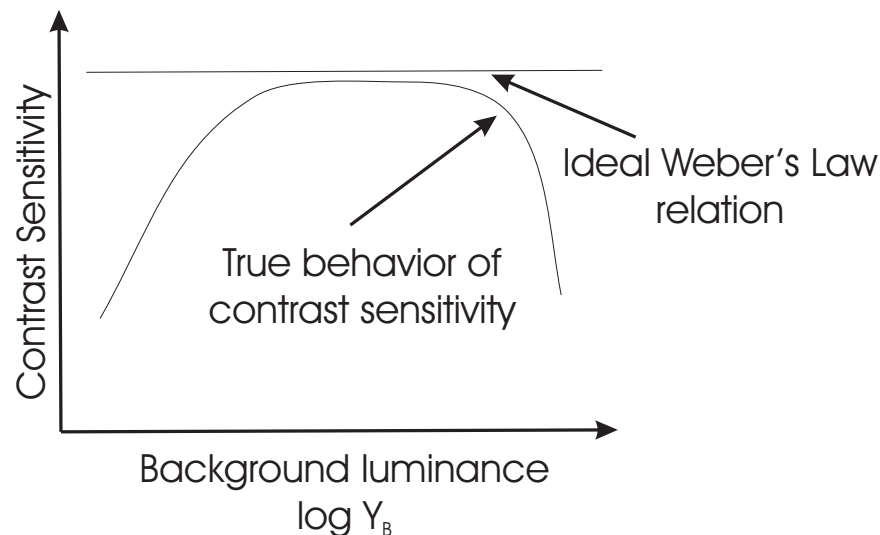 Contrast Sensitivity
Ideal Weber's Law
relation
True behavior of
contrast sensitivity
Background luminance
log Y_B